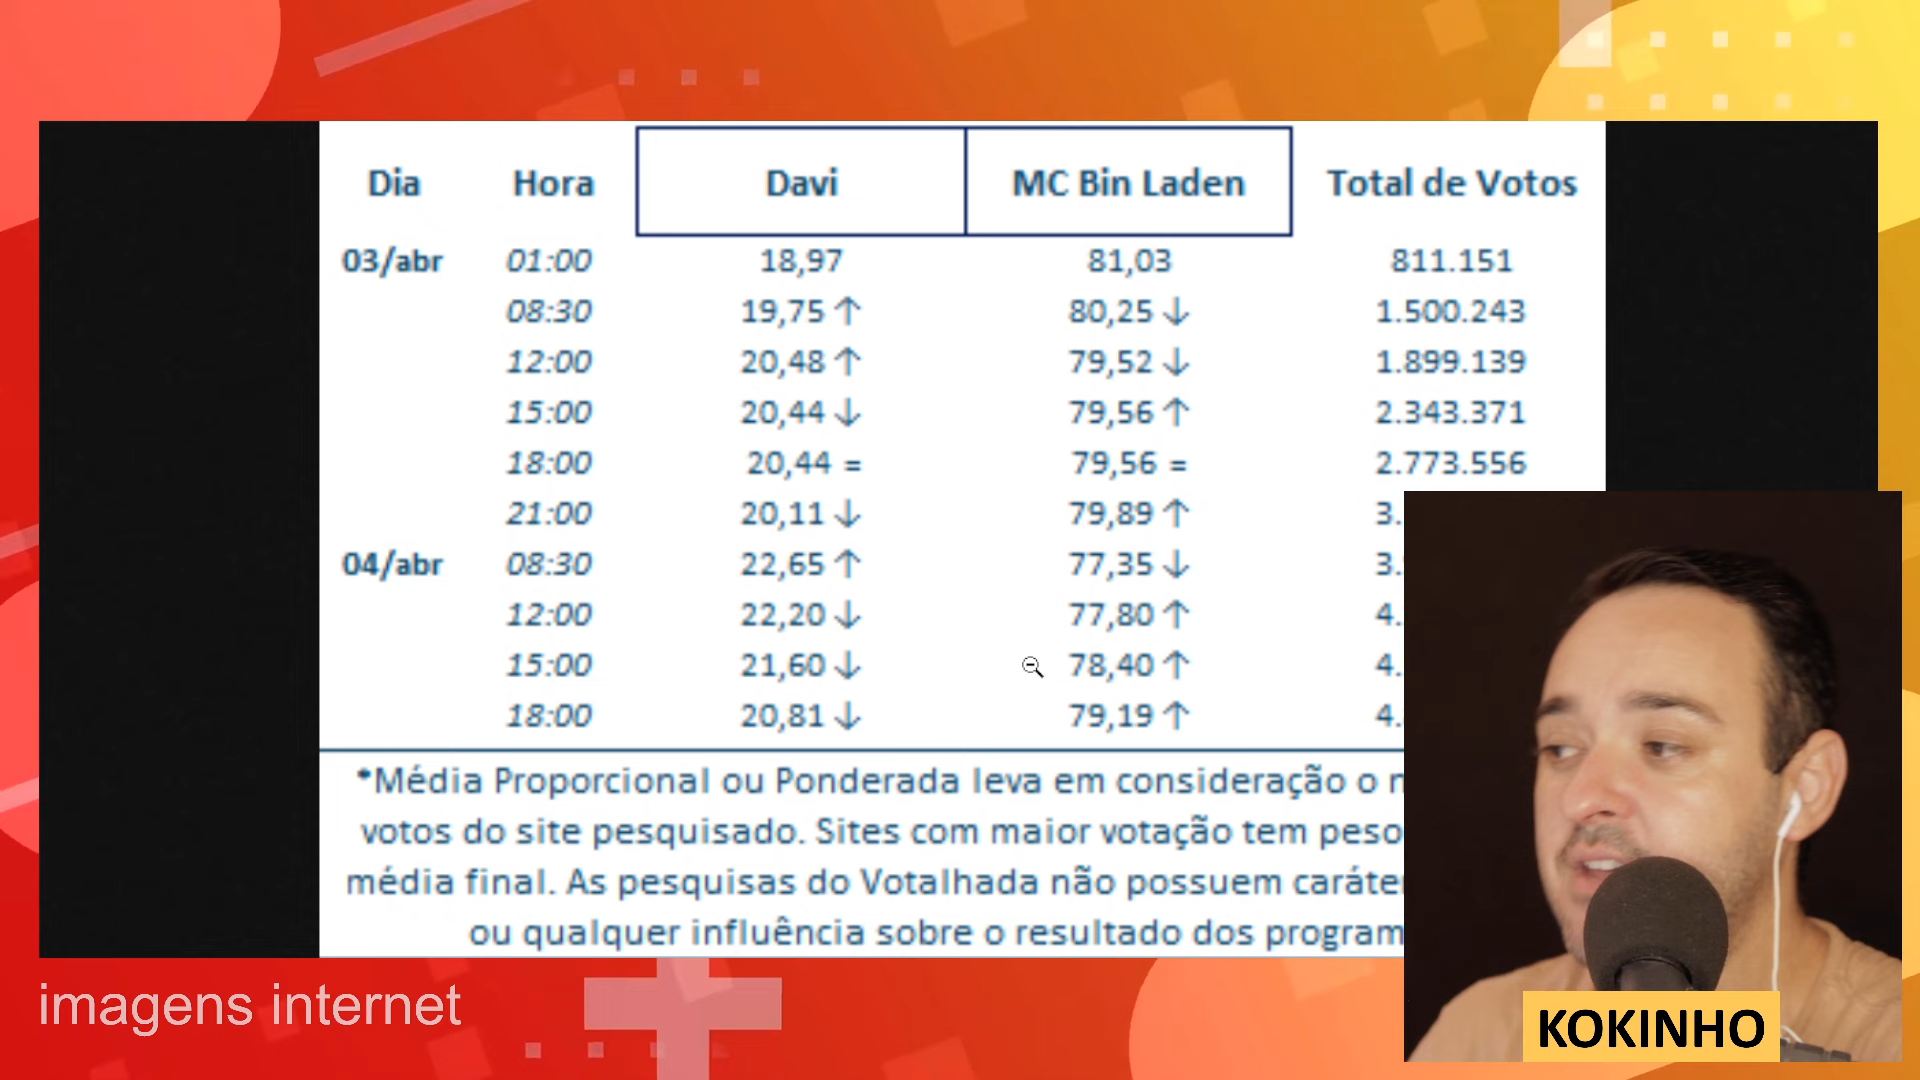 Dia Hora Davi MC Bin Laden Total de Votos
03/abr 01:00 18,97 81,03 811.151
08:30 19,75 ↑ 80,25 ↓ 1.500.243
12:00 20,48 ↑ 79,52 ↓ 1.899.139
15:00 20,44 ↓ 79,56 ↑ 2.343.371
18:00 20,44 = 79,56 = 2.773.556
21:00 20,11 ↓ 79,89 ↑ 3.
04/abr 08:30 22,65 ↑ 77,35 ↓ 3.
12:00 22,20 ↓ 77,80 ↑ 4.
15:00 21,60 ↓ 78,40 ↑ 4.
18:00 20,81 ↓ 79,19 ↑ 4.
*Média Proporcional ou Ponderada leva em consideração o
votos do site pesquisado. Sites com maior votação tem peso
média final. As pesquisas do Votalhada não possuem
ou qualquer influência sobre o resultado dos
imagens internet
KOKINHO